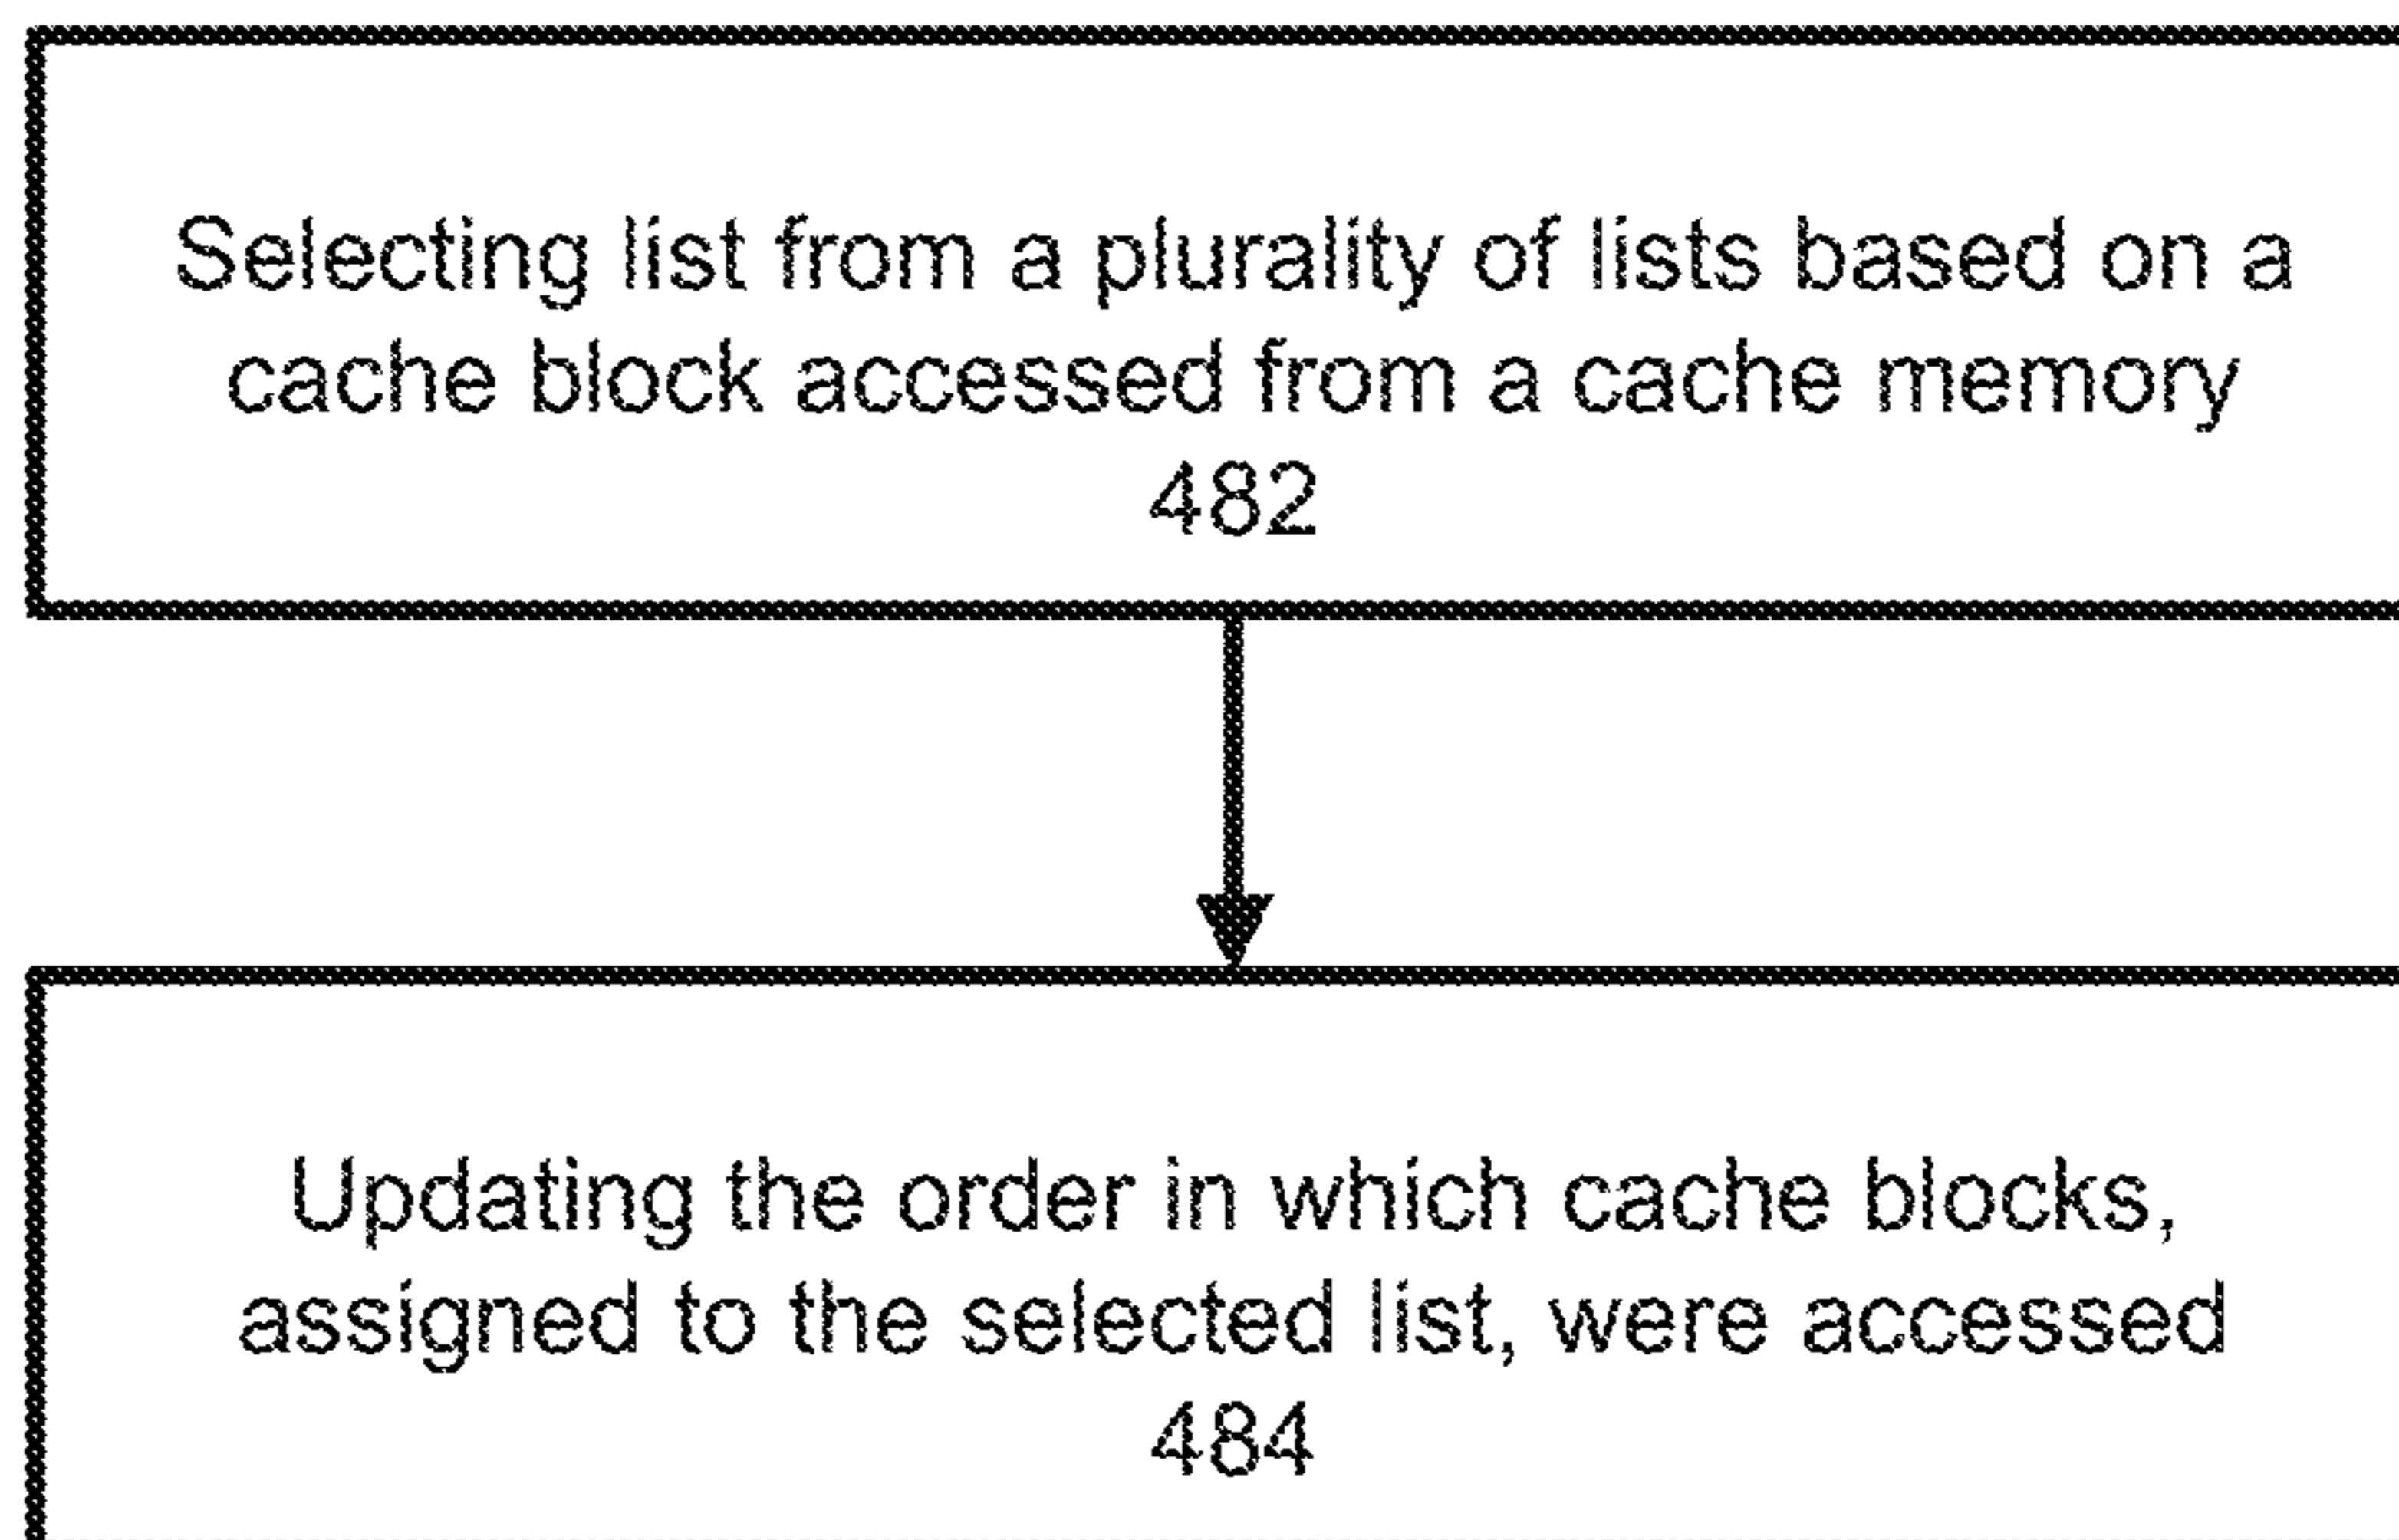 Selecting list from a plurality of lists based on a
cache block accessed from a cache memory
482
Updating the order in which cache blocks,
assigned to the selected list, were accessed
484